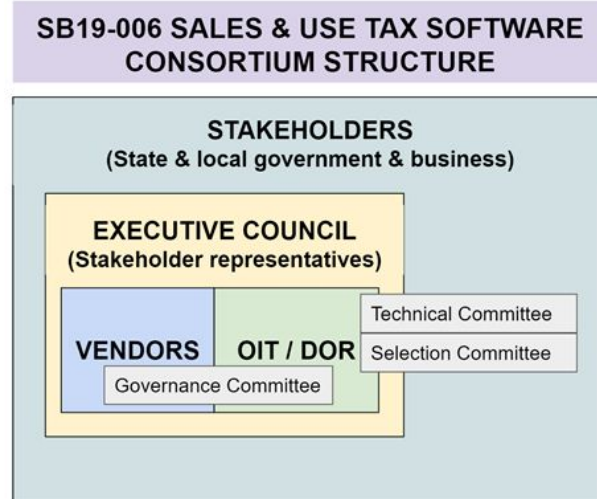 SB19-006 SALES & USE TAX SOFTWARE
CONSORTIUM STRUCTURE
STAKEHOLDERS
(State & local government & business)
EXECUTIVE COUNCIL
(Stakeholder representatives)
Technical Committee
VENDORS
OIT / DOR
Selection Committee
Governance Committee